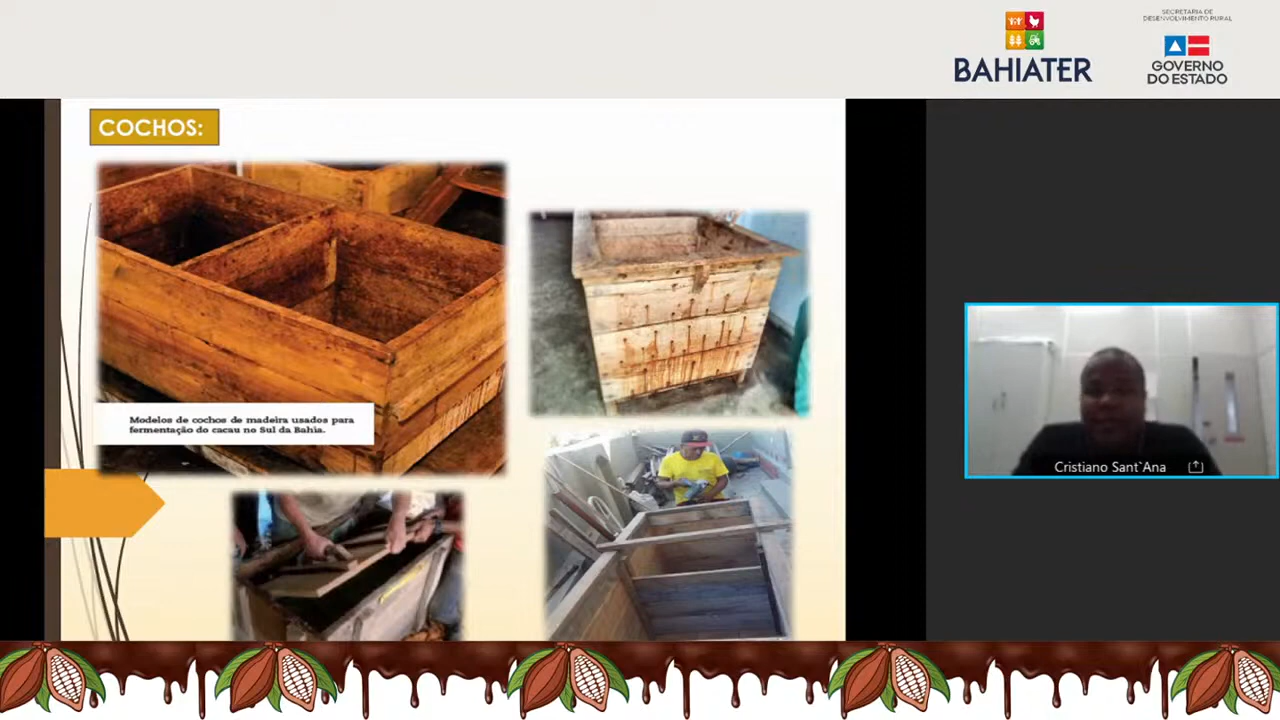 SECRETARIA DE
DESENVOLVIMENTO RURAL
BAHIATER
GOVERNO
DO ESTADO
COCHOS:
Modelos de cochos de madeira usados para
fermentação do cacau no Sul da Bahia.
Cristiano Sant`Ana